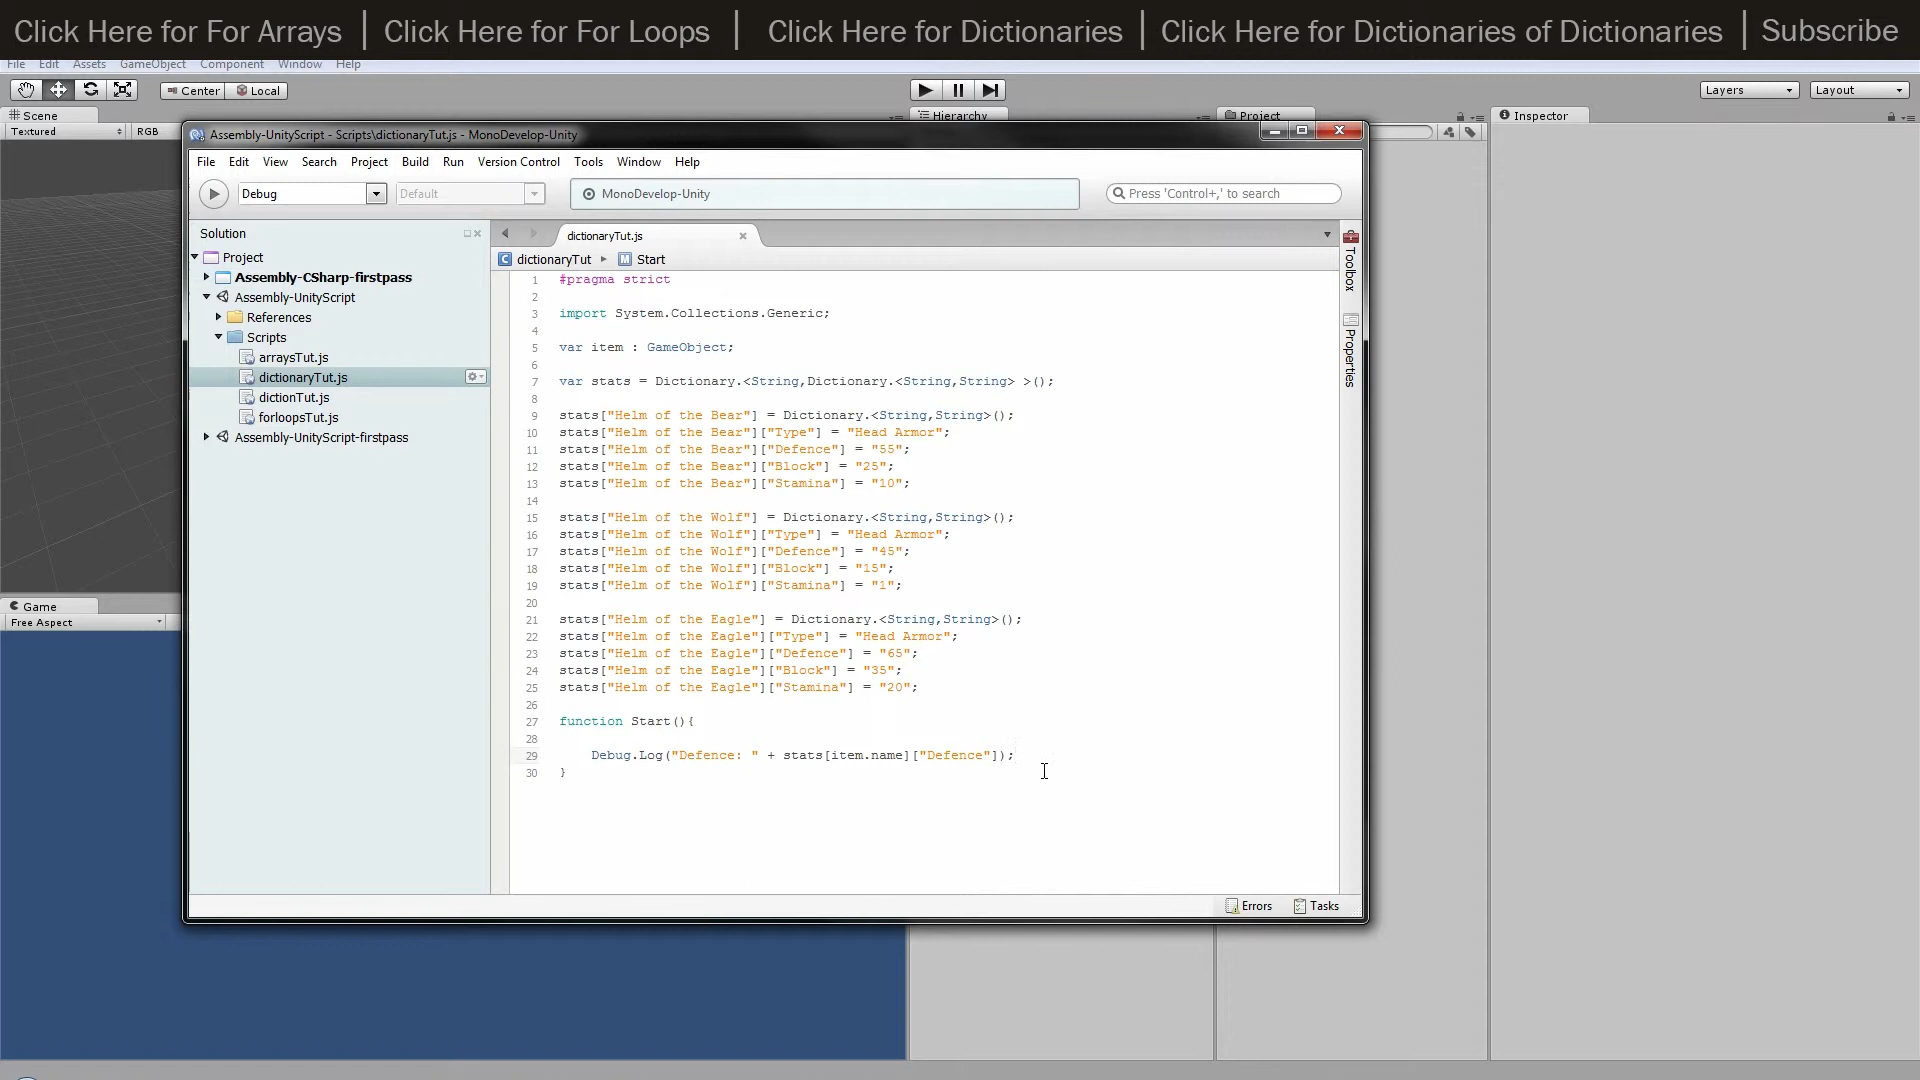 Click Here for For Arrays | Click Here for For Loops | Click Here for Dictionaries | Click Here for Dictionaries of Dictionaries | Subscribe
File Edit Assets GameObject Component Window Help
Center Local
Layers Layout
Scene
Hierarchy
Project
Inspector
Textured RGB
Assembly-UnityScript - Scripts\dictionaryTut.js - MonoDevelop-Unity
File Edit View Search Project Build Run Version Control Tools Window Help
Debug
Default
MonoDevelop-Unity
Press 'Control+,' to search
Solution
Project
Assembly-CSharp-firstpass
Assembly-UnityScript
References
Scripts
arraysTut.js
dictionaryTut.js
dictionTut.js
forloopsTut.js
Assembly-UnityScript-firstpass
dictionaryTut.js
dictionaryTut Start
1 #pragma strict
2
3 import System.Collections.Generic;
4
5 var item : GameObject;
6
7 var stats = Dictionary.<String,Dictionary.<String,String> >();
8
9 stats["Helm of the Bear"] = Dictionary.<String,String>();
10 stats["Helm of the Bear"]["Type"] = "Head Armor";
11 stats["Helm of the Bear"]["Defence"] = "55";
12 stats["Helm of the Bear"]["Block"] = "25";
13 stats["Helm of the Bear"]["Stamina"] = "10";
14
15 stats["Helm of the Wolf"] = Dictionary.<String,String>();
16 stats["Helm of the Wolf"]["Type"] = "Head Armor";
17 stats["Helm of the Wolf"]["Defence"] = "45";
18 stats["Helm of the Wolf"]["Block"] = "15";
19 stats["Helm of the Wolf"]["Stamina"] = "1";
20
21 stats["Helm of the Eagle"] = Dictionary.<String,String>();
22 stats["Helm of the Eagle"]["Type"] = "Head Armor";
23 stats["Helm of the Eagle"]["Defence"] = "65";
24 stats["Helm of the Eagle"]["Block"] = "35";
25 stats["Helm of the Eagle"]["Stamina"] = "20";
26
27 function Start(){
28
29 Debug.Log("Defence: " + stats[item.name]["Defence"]);
30 }
Toolbox
Properties
Errors Tasks
Game
Free Aspect